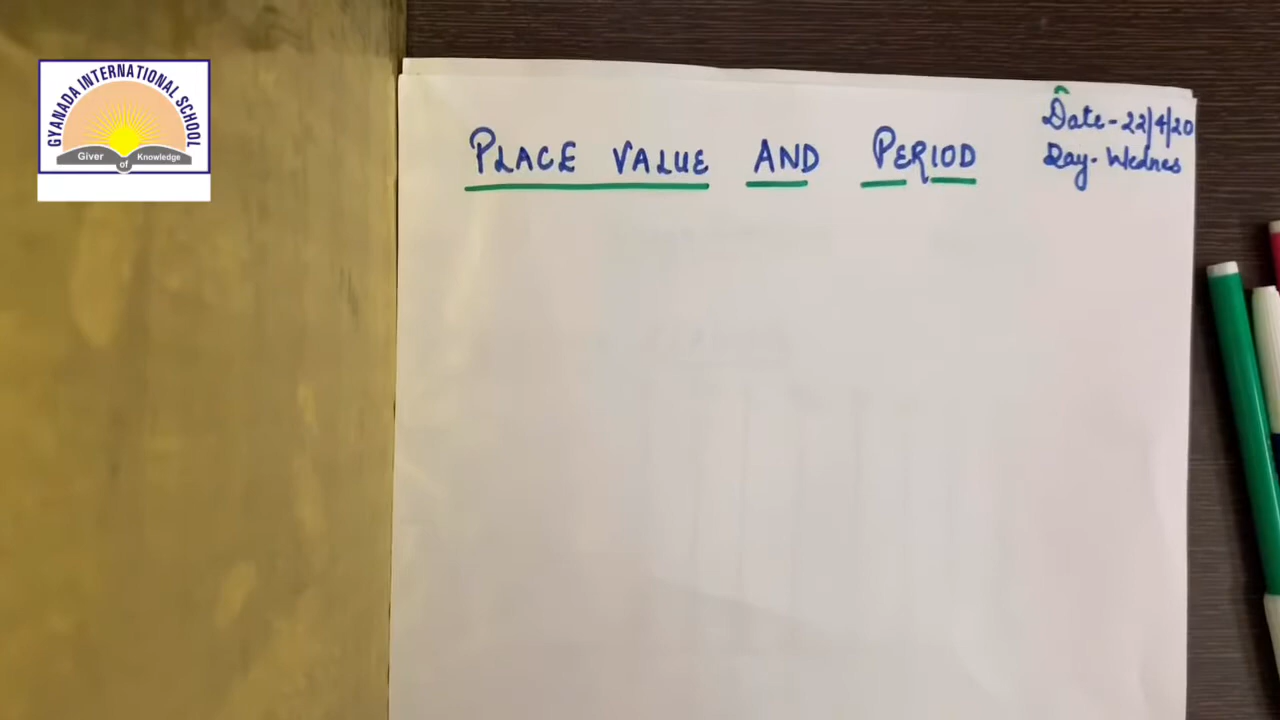 GYANADA INTERNATIONAL SCHOOL
Giver of Knowledge
PLACE VALUE AND PERIOD
Date-22/4/20
Day-Wednes